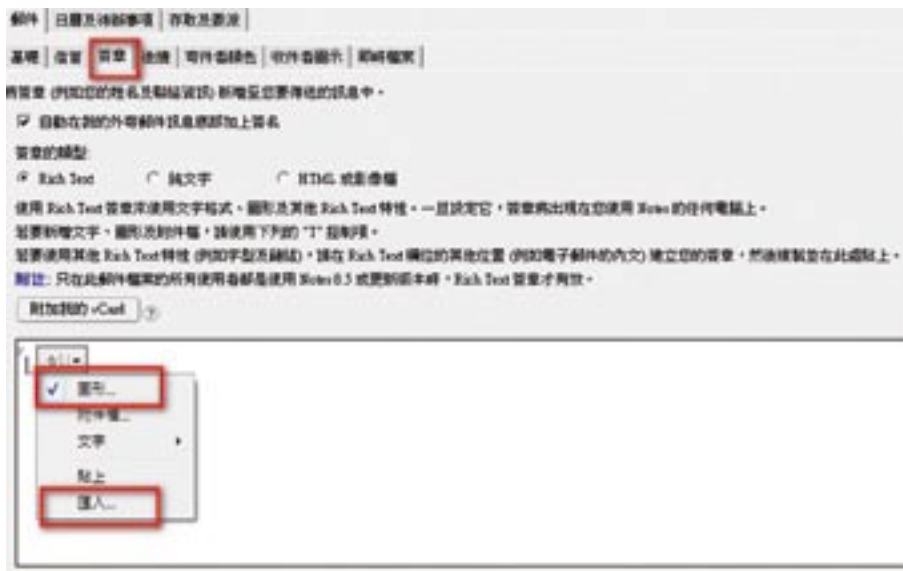 郵件 日曆及待辦事項 存取及委派
基礎 信箋 簽章 後續 寄件者顏色 收件者圖示 即時檔案
將簽章 (例如您的姓名及聯絡資訊) 新增至您要傳送的訊息中。
自動在我的外寄郵件訊息底部加上簽名
簽章的類型:
Rich Text 純文字 HTML 或影像檔
使用 Rich Text 簽章來使用文字格式、圖形及其他 Rich Text 特性。一旦設定它，簽章將出現在您使用 Notes 的任何電腦上。
若要新增文字、圖形及附件檔，請使用下列的 "T" 控制項。
若要使用其他 Rich Text 特性 (例如字型及鏈結)，請在 Rich Text 欄位的其他位置 (例如電子郵件的內文) 建立您的簽章，然後複製並在此處貼上。
附註: 只在此郵件檔案的所有使用者都是使用 Notes 8.5 或更新版本時，Rich Text 簽章才有效。
附加我的 vCard ?
圖形...
附件檔...
文字
貼上
匯入...